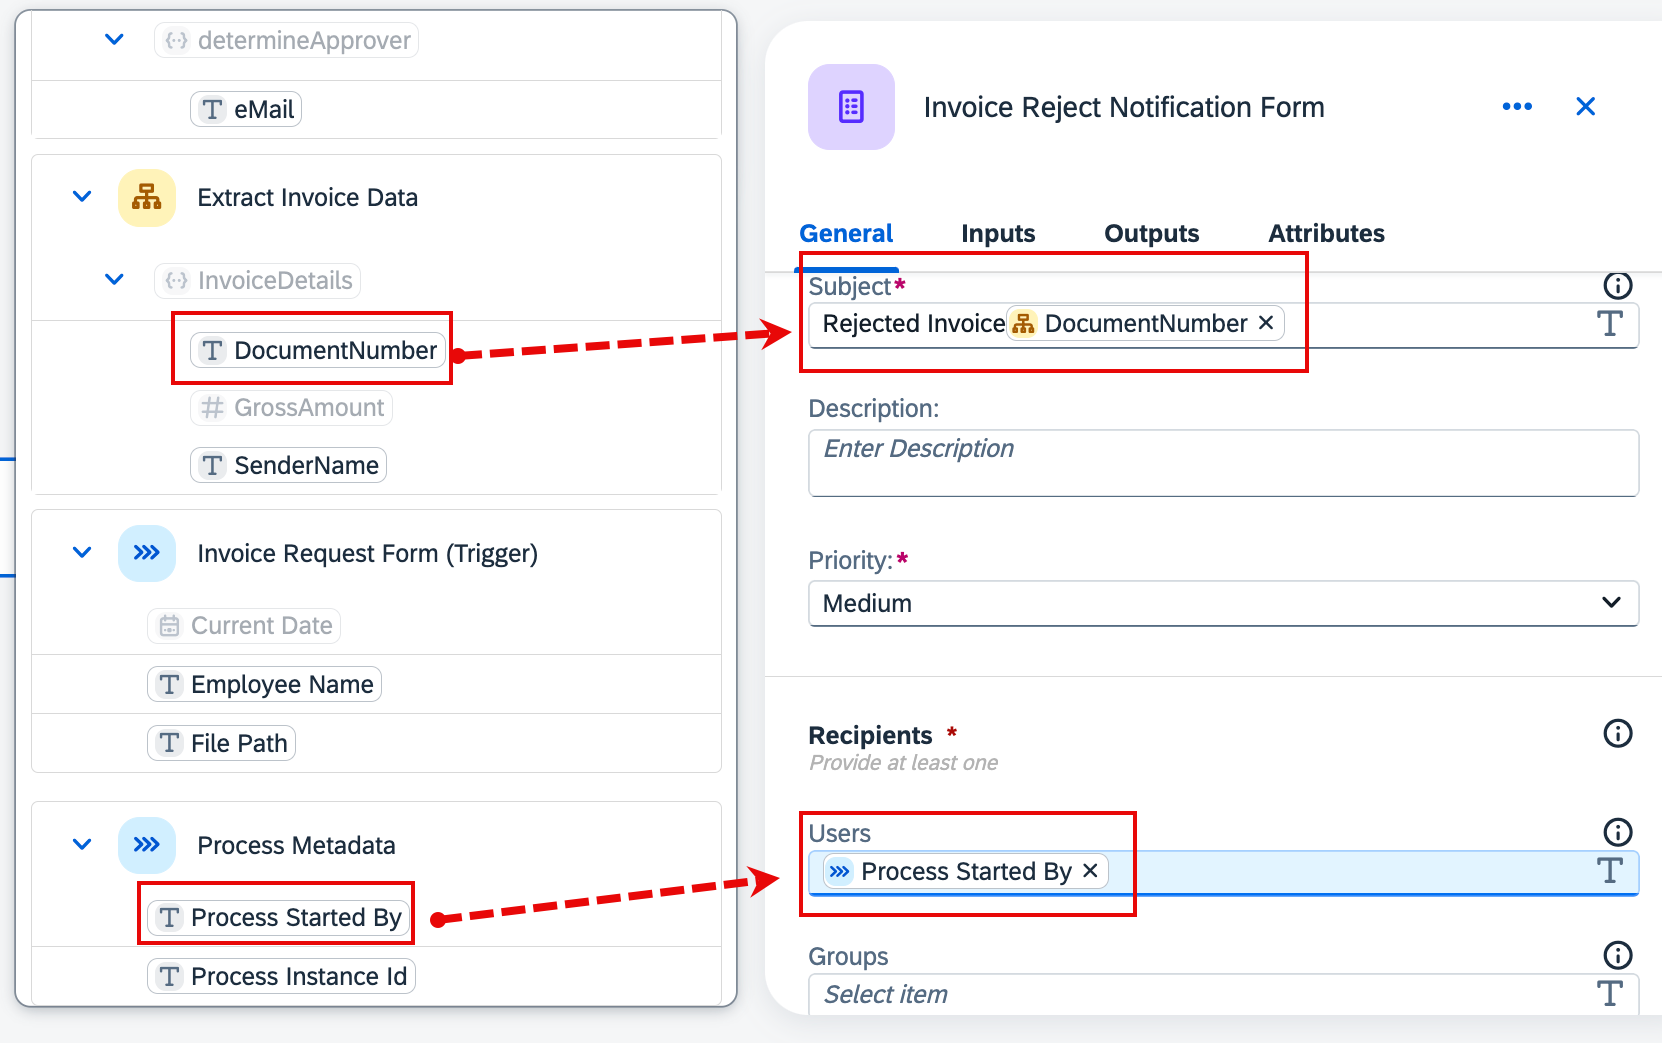 determineApprover
eMail
Extract Invoice Data
InvoiceDetails
DocumentNumber
GrossAmount
SenderName
Invoice Request Form (Trigger)
Current Date
Employee Name
File Path
Process Metadata
Process Started By
Process Instance Id
Invoice Reject Notification Form
General Inputs Outputs Attributes
Subject*
Rejected Invoice DocumentNumber
Description:
Enter Description
Priority:*
Medium
Recipients *
Provide at least one
Users
Process Started By
Groups
Select item